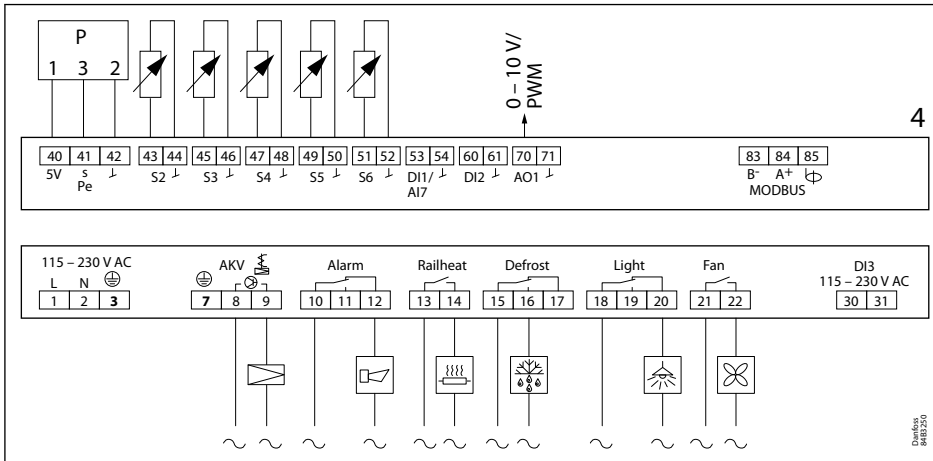 P
1 3 2
0 – 10 V/
PWM
4
40 41 42 43 44 45 46 47 48 49 50 51 52 53 54 60 61 70 71 83 84 85
5V s S2 S3 S4 S5 S6 DI1/ DI2 AO1 B- A+
Pe AI7 MODBUS
115 – 230 V AC AKV Alarm Railheat Defrost Light Fan DI3
L N 115 – 230 V AC
1 2 3 7 8 9 10 11 12 13 14 15 16 17 18 19 20 21 22 30 31
Danfoss
84B3250